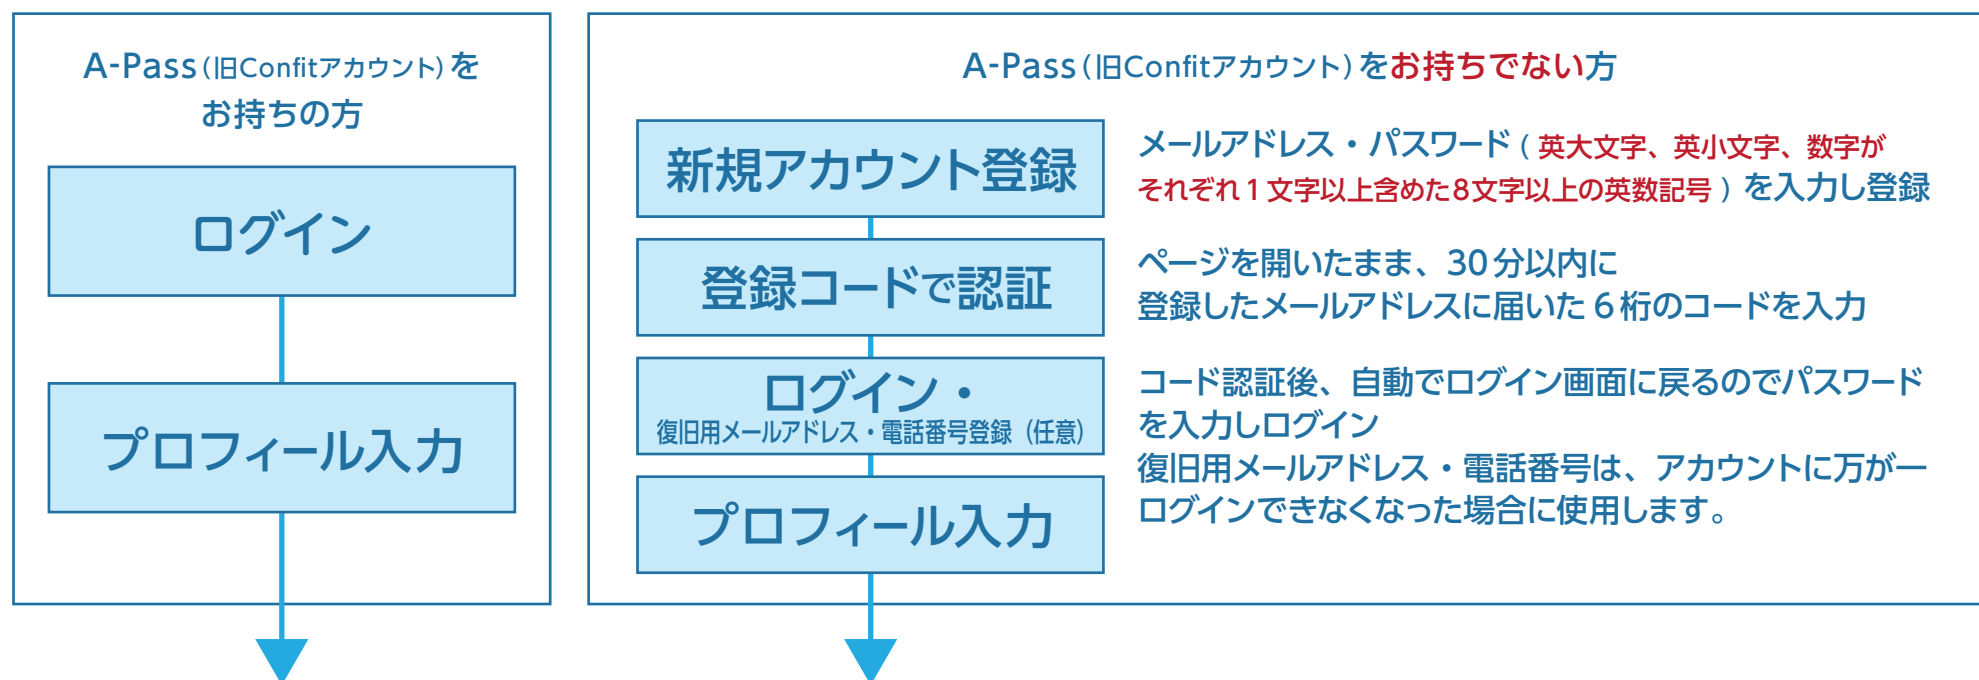 A-Pass(旧Confitアカウント)を
お持ちの方
ログイン
プロフィール入力
A-Pass(旧Confitアカウント)をお持ちでない方
新規アカウント登録
メールアドレス・パスワード(英大文字、英小文字、数字が
それぞれ1文字以上含めた8文字以上の英数記号)を入力し登録
登録コードで認証
ページを開いたまま、30分以内に
登録したメールアドレスに届いた6桁のコードを入力
ログイン・
復旧用メールアドレス・電話番号登録(任意)
コード認証後、自動でログイン画面に戻るのでパスワード
を入力しログイン
復旧用メールアドレス・電話番号は、アカウントに万が一
ログインできなくなった場合に使用します。
プロフィール入力